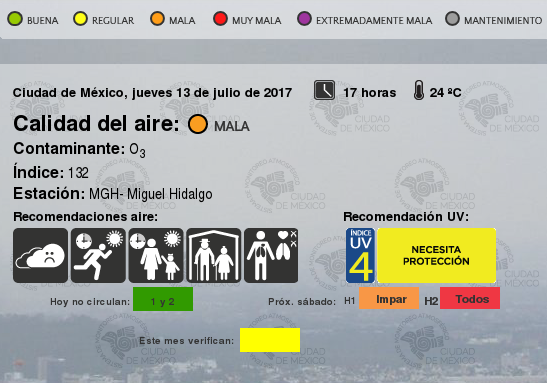 BUENA REGULAR MALA MUY MALA EXTREMADAMENTE MALA MANTENIMIENTO
Ciudad de México, jueves 13 de julio de 2017 17 horas 24 ºC
Calidad del aire: MALA
Contaminante: O3
Índice: 132
Estación: MGH- Miguel Hidalgo
Recomendaciones aire: Recomendación UV:
ÍNDICE
UV
4
NECESITA
PROTECCIÓN
Hoy no circulan: 1 y 2 Próx. sábado: H1 Impar H2 Todos
Este mes verifican:
CIUDAD
DE MÉXICO